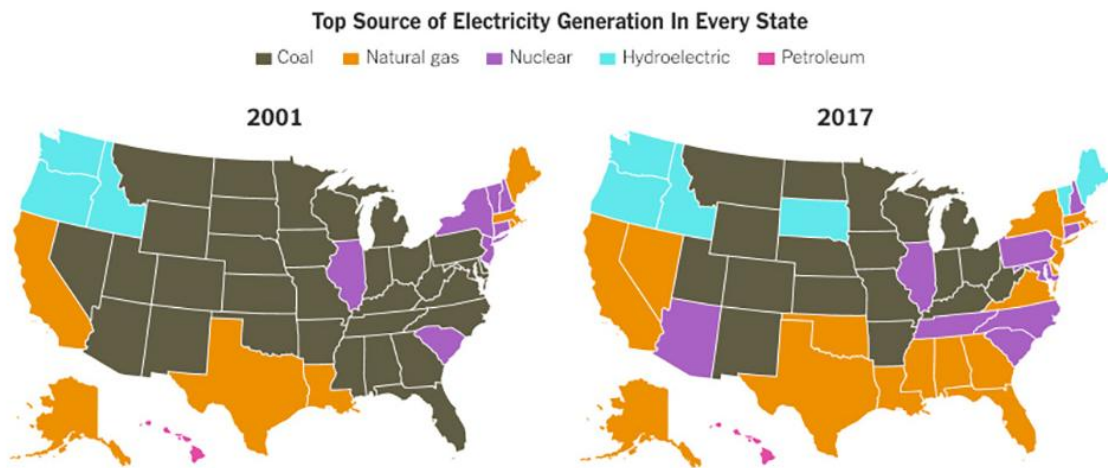 Top Source of Electricity Generation In Every State
Coal Natural gas Nuclear Hydroelectric Petroleum
2001 2017